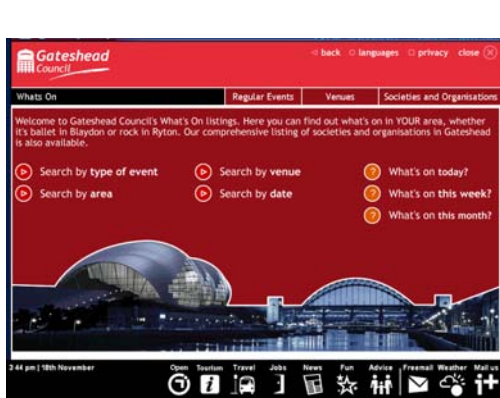 Gateshead
Council
back languages privacy close
Whats On Regular Events Venues Societies and Organisations
Welcome to Gateshead Council's What's On listings. Here you can find out what's on in YOUR area, whether
it's ballet in Blaydon or rock in Ryton. Our comprehensive listing of societies and organisations in Gateshead
is also available.
Search by type of event Search by venue ? What's on today?
Search by area Search by date ? What's on this week?
? What's on this month?
3 44 pm | 18th November Open Tourism Travel Jobs News Fun Advice Freemail Weather Mail us